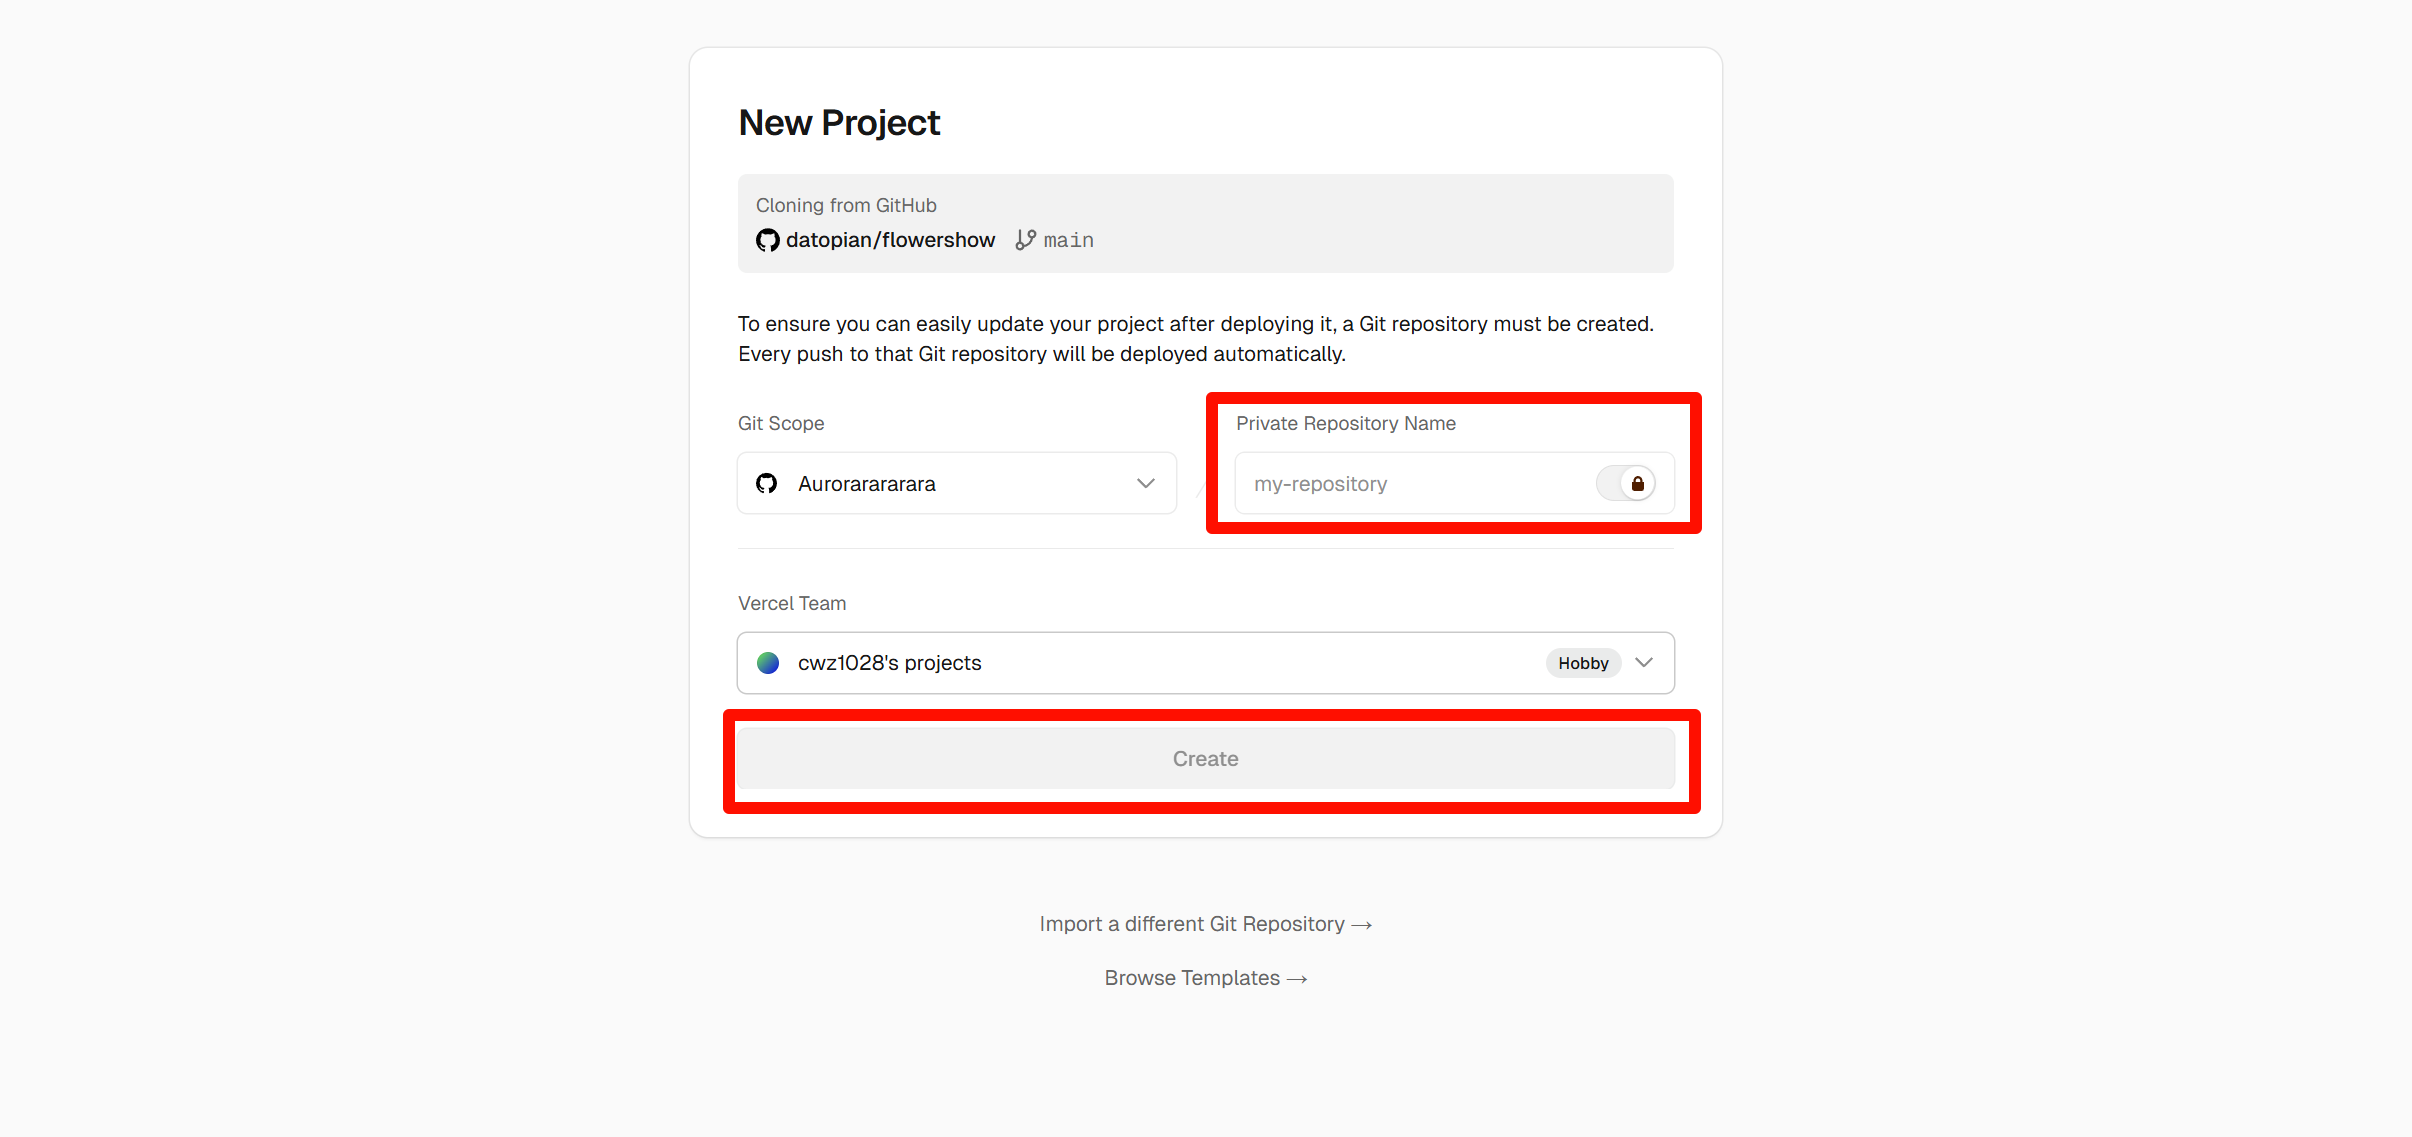 New Project
Cloning from GitHub
datopian/flowershow main
To ensure you can easily update your project after deploying it, a Git repository must be created.
Every push to that Git repository will be deployed automatically.
Git Scope
Private Repository Name
Aurorarararara
my-repository
Vercel Team
cwz1028's projects
Hobby
Create
Import a different Git Repository →
Browse Templates →